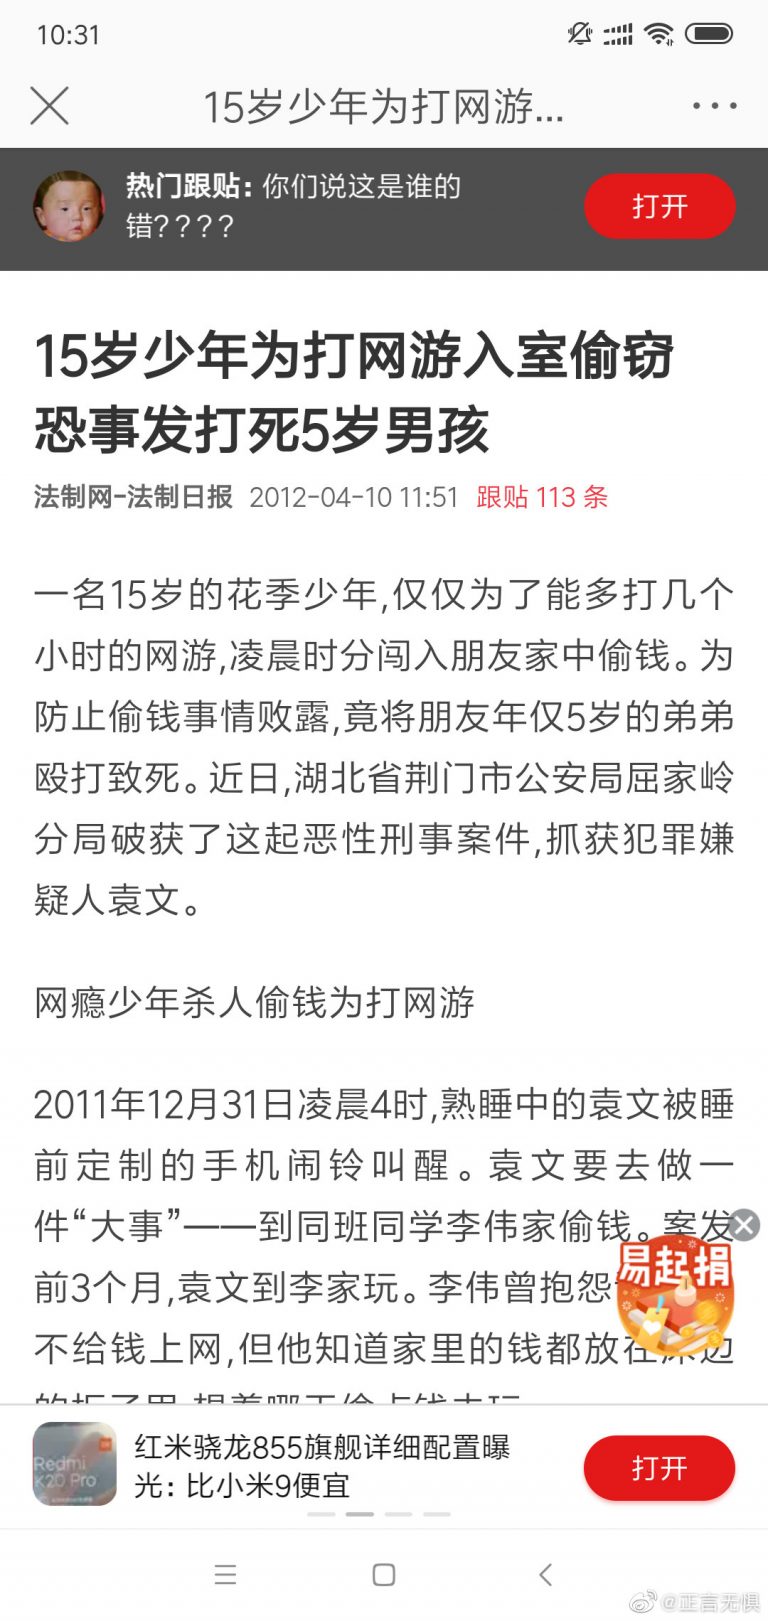 10:31
15岁少年为打网游...
热门跟贴: 你们说这是谁的
错????
打开
15岁少年为打网游入室偷窃
恐事发打死5岁男孩
法制网-法制日报 2012-04-10 11:51 跟贴 113 条
一名15岁的花季少年,仅仅为了能多打几个
小时的网游,凌晨时分闯入朋友家中偷钱。为
防止偷钱事情败露,竟将朋友年仅5岁的弟弟
殴打致死。近日,湖北省荆门市公安局屈家岭
分局破获了这起恶性刑事案件,抓获犯罪嫌
疑人袁文。
网瘾少年杀人偷钱为打网游
2011年12月31日凌晨4时,熟睡中的袁文被睡
前定制的手机闹铃叫醒。袁文要去做一
件“大事”——到同班同学李伟家偷钱。案发
前3个月,袁文到李家玩。李伟曾抱怨
不给钱上网,但他知道家里的钱都放在床边
易起捐
Redmi
K20 Pro
红米骁龙855旗舰详细配置曝
光: 比小米9便宜
打开
@正言无惧